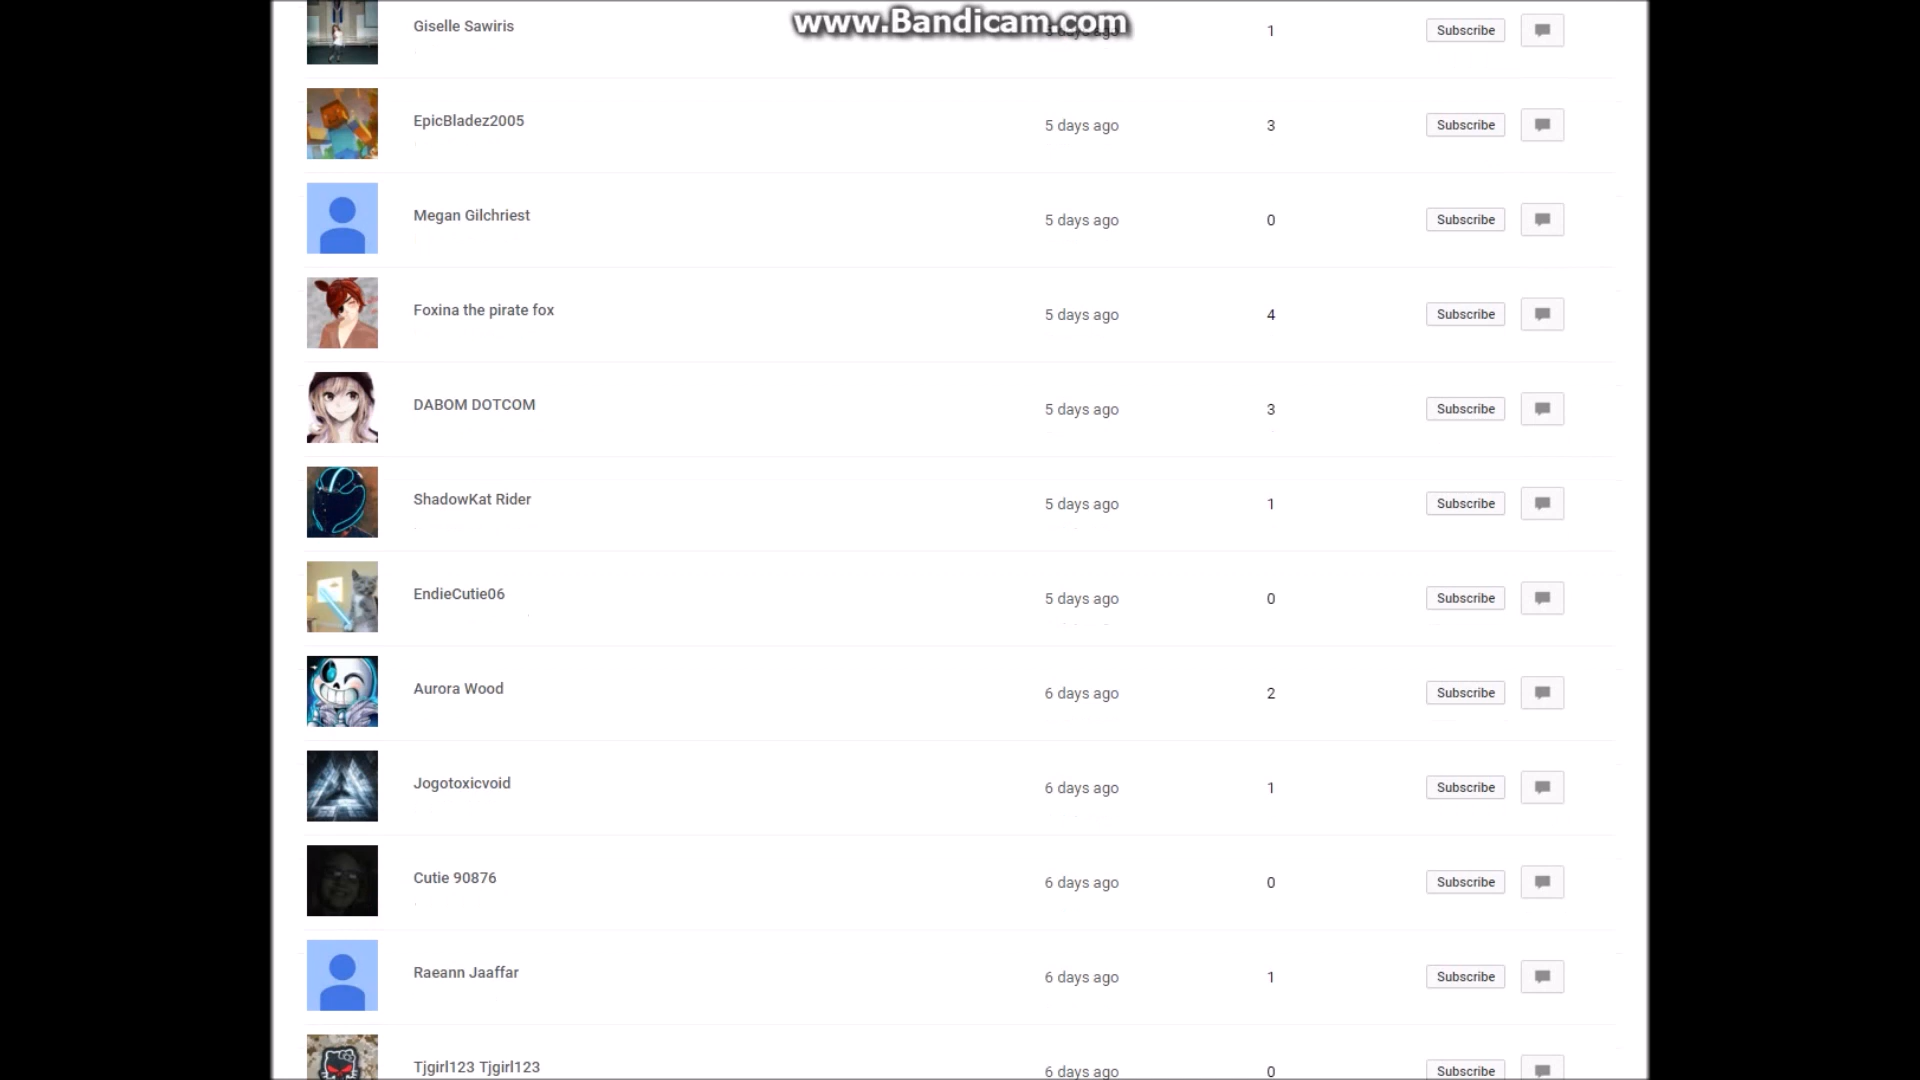 www.Bandicam.com
Giselle Sawiris 5 days ago 1 Subscribe
EpicBladez2005 5 days ago 3 Subscribe
Megan Gilchriest 5 days ago 0 Subscribe
Foxina the pirate fox 5 days ago 4 Subscribe
DABOM DOTCOM 5 days ago 3 Subscribe
ShadowKat Rider 5 days ago 1 Subscribe
EndieCutie06 5 days ago 0 Subscribe
Aurora Wood 6 days ago 2 Subscribe
Jogotoxicvoid 6 days ago 1 Subscribe
Cutie 90876 6 days ago 0 Subscribe
Raeann Jaaffar 6 days ago 1 Subscribe
Tjgirl123 Tjgirl123 6 days ago 0 Subscribe